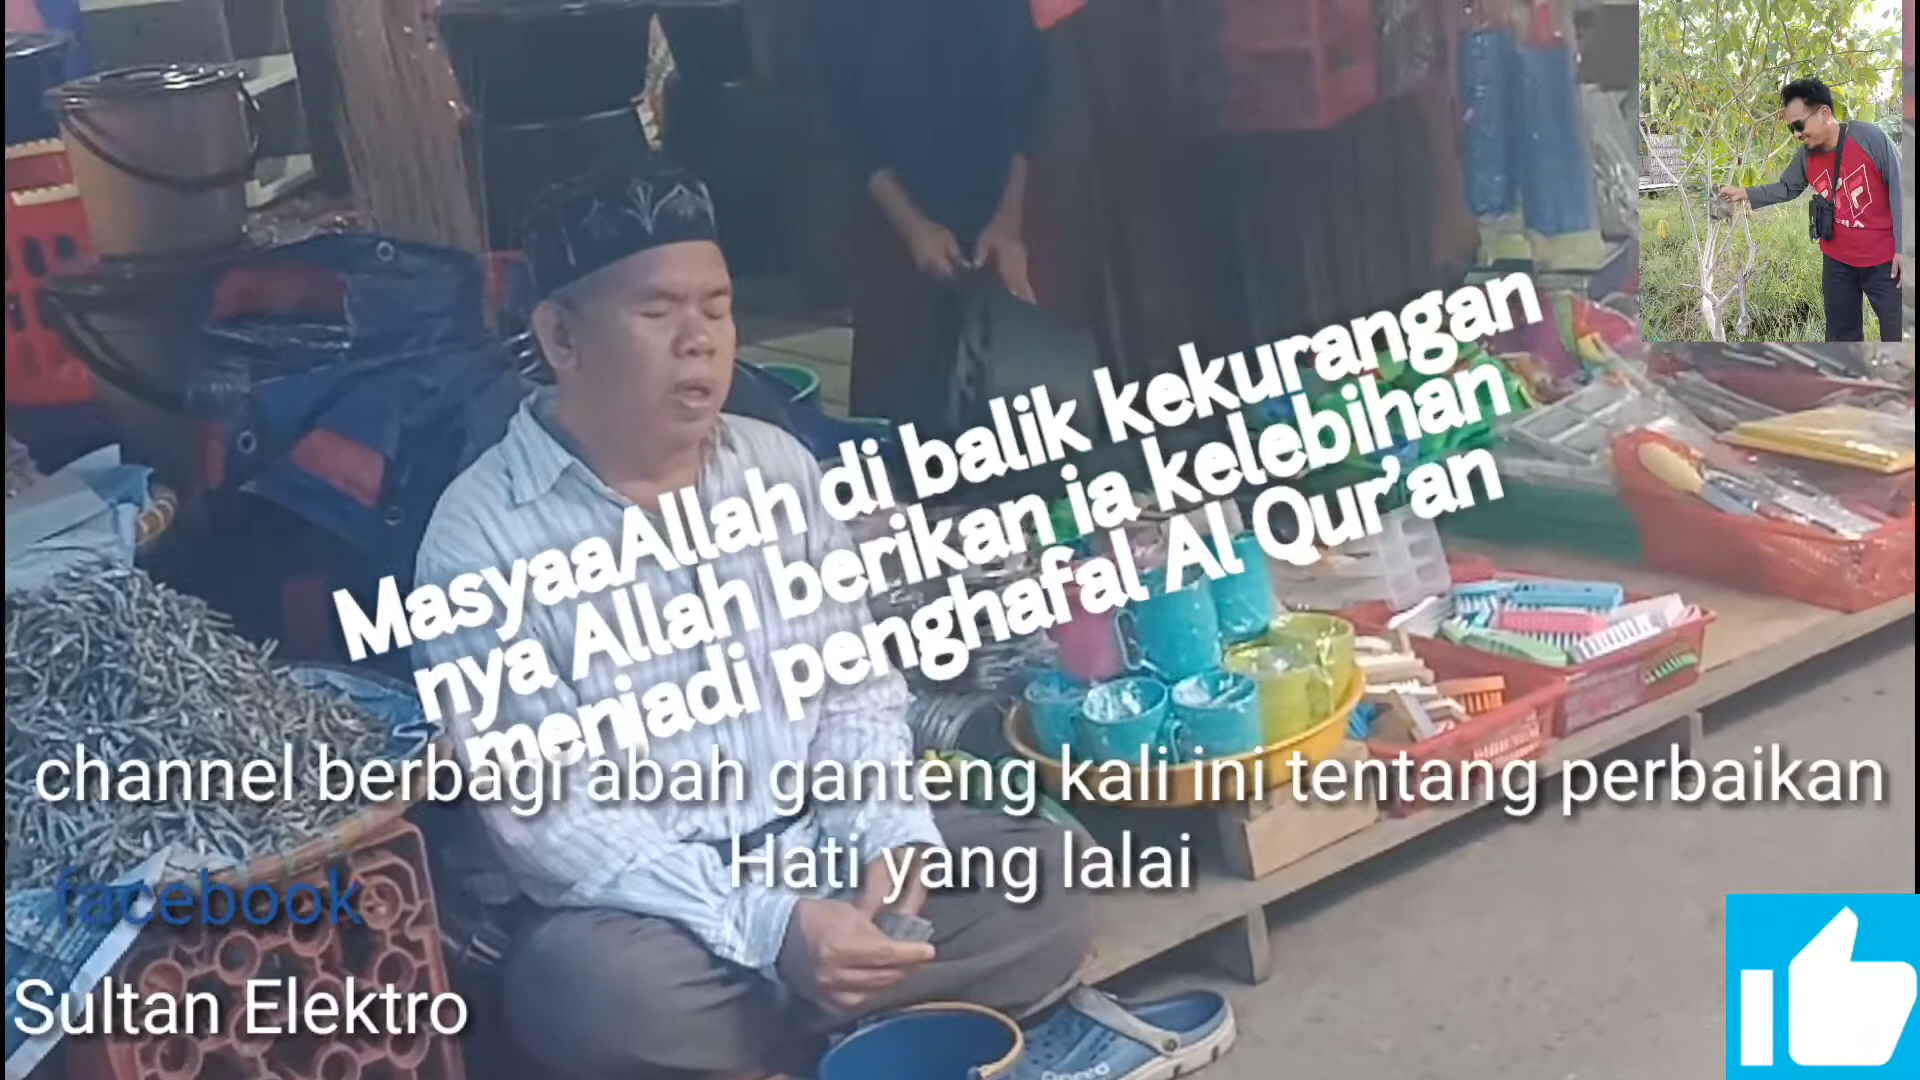 MasyaaAllah di balik kekurangan
nya Allah berikan ia kelebihan
menjadi penghafal Al Qur'an
channel berbagi abah ganteng kali ini tentang perbaikan
Hati yang lalai
facebook
Sultan Elektro